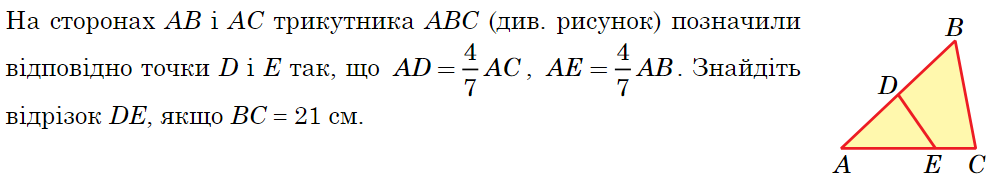 На сторонах AB і AC трикутника ABC (див. рисунок) позначили
відповідно точки D і E так, що AD = 4/7 AC, AE = 4/7 AB. Знайдіть
відрізок DE, якщо BC = 21 см.
B
D
A E C